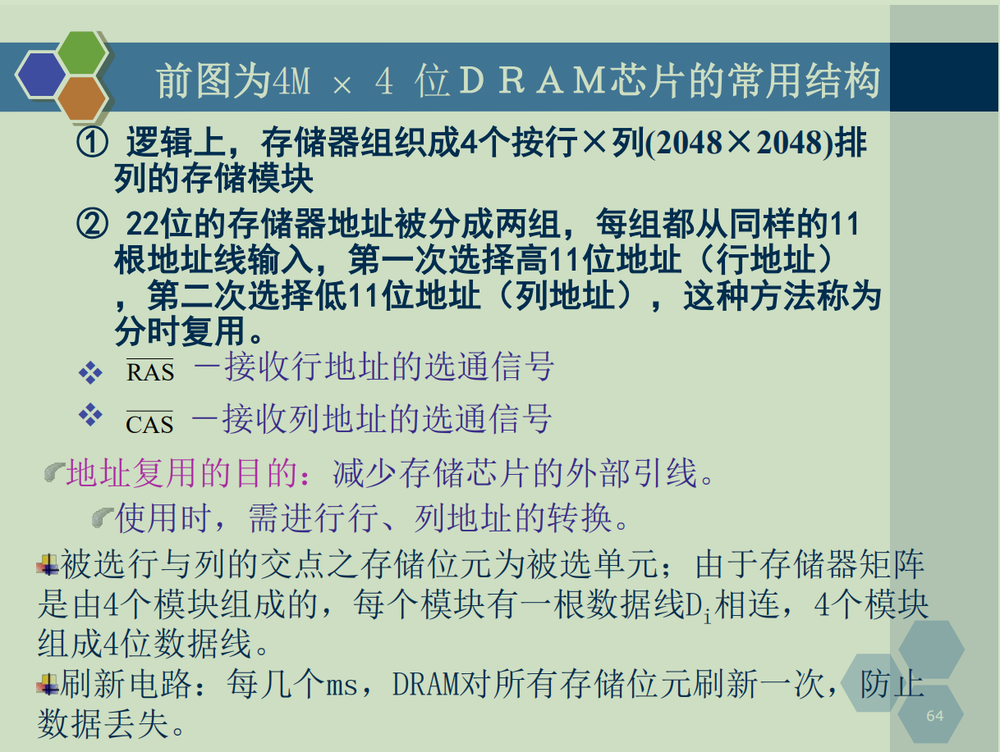 前图为4M × 4 位ＤＲＡＭ芯片的常用结构
① 逻辑上，存储器组织成4个按行×列(2048×2048)排
列的存储模块
② 22位的存储器地址被分成两组，每组都从同样的11
根地址线输入，第一次选择高11位地址（行地址）
，第二次选择低11位地址（列地址），这种方法称为
分时复用。
RAS －接收行地址的选通信号
CAS －接收列地址的选通信号
地址复用的目的：减少存储芯片的外部引线。
使用时，需进行行、列地址的转换。
被选行与列的交点之存储位元为被选单元；由于存储器矩阵
是由4个模块组成的，每个模块有一根数据线Di相连，4个模块
组成4位数据线。
刷新电路：每几个ms，DRAM对所有存储位元刷新一次，防止
数据丢失。
64